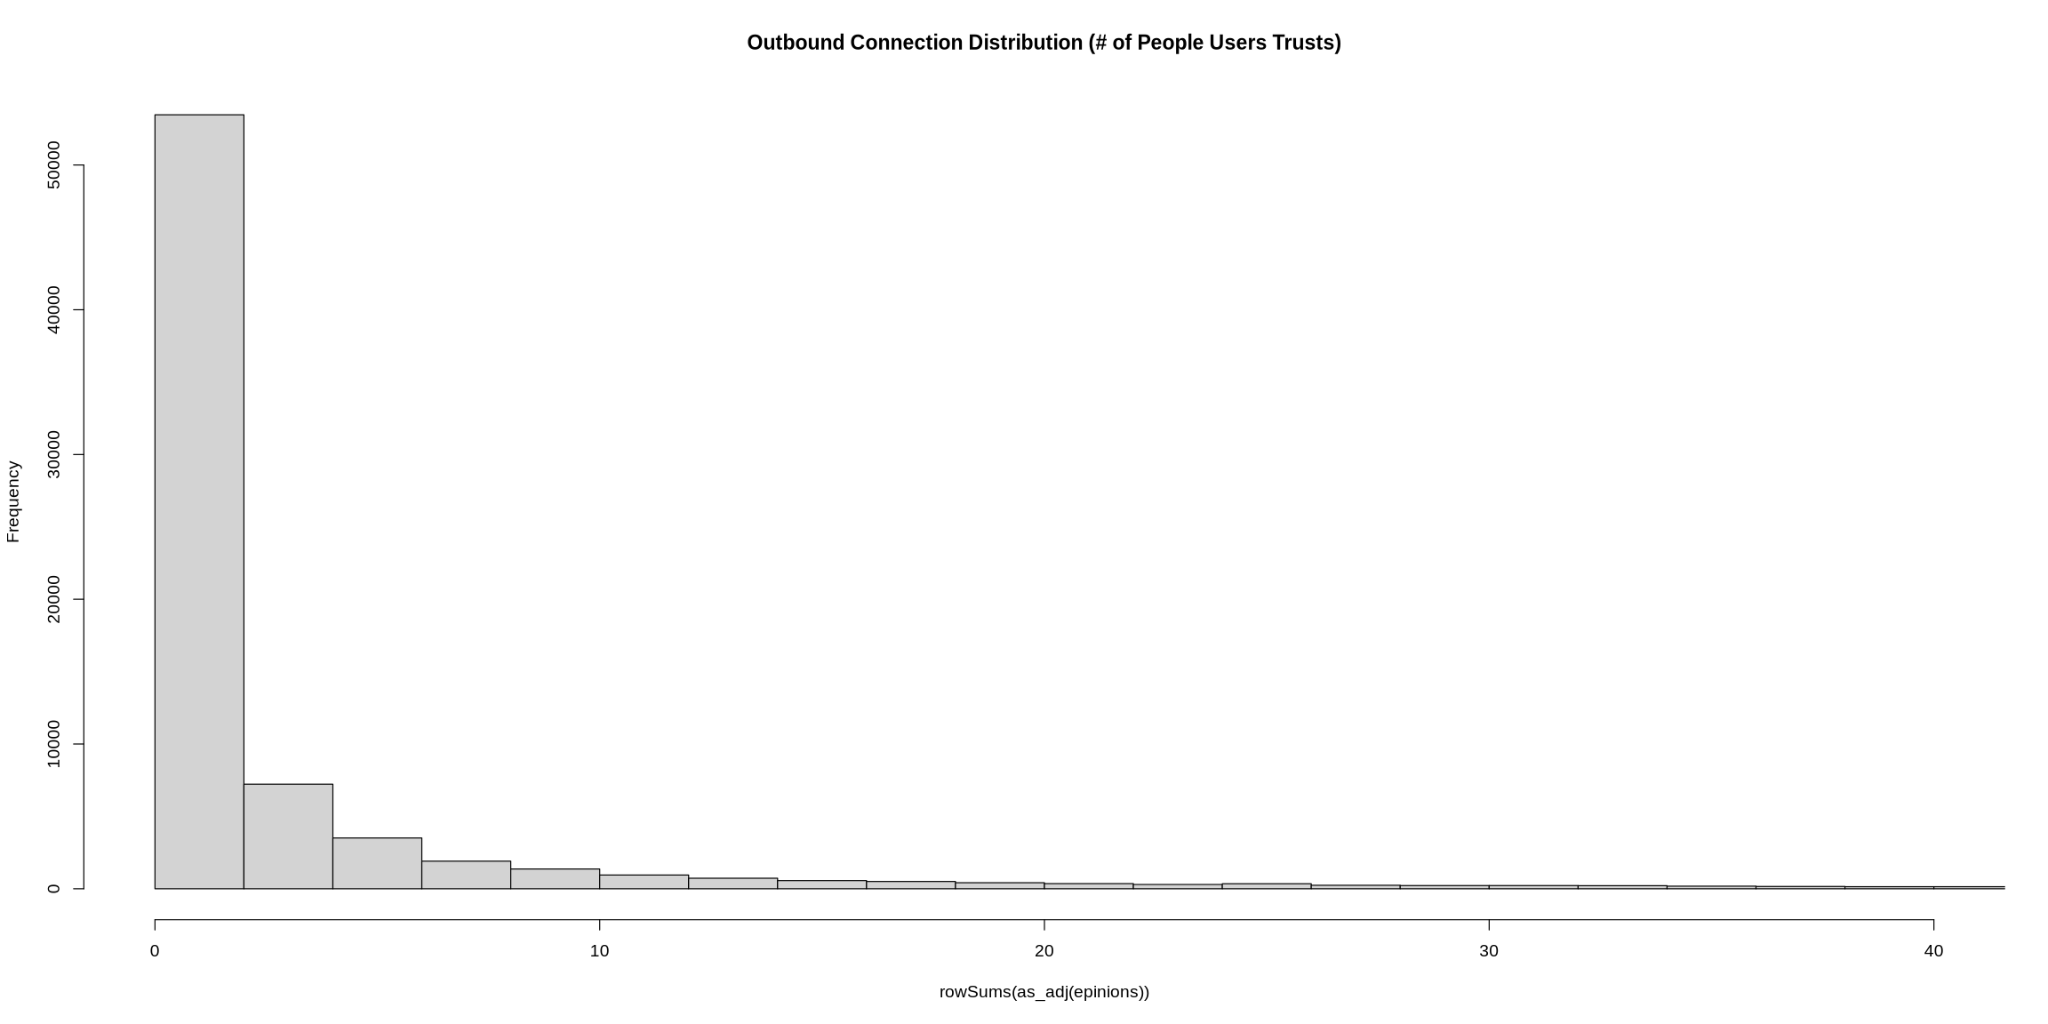 Outbound Connection Distribution (# of People Users Trusts)
Frequency
50000
40000
30000
20000
10000
0
0 10 20 30 40
rowSums(as_adj(epinions))